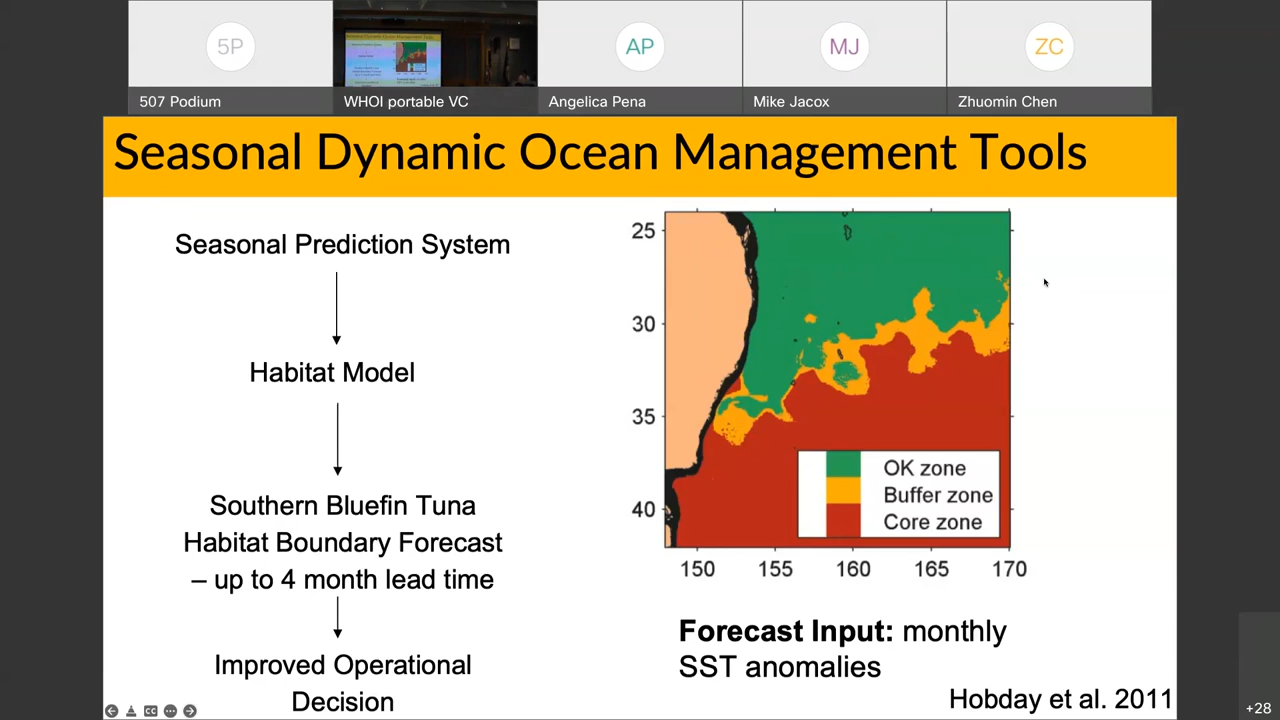 5P
AP
MJ
ZC
507 Podium
WHOI portable VC
Angelica Pena
Mike Jacox
Zhuomin Chen
Seasonal Dynamic Ocean Management Tools
Seasonal Prediction System
Habitat Model
Southern Bluefin Tuna
Habitat Boundary Forecast
– up to 4 month lead time
Improved Operational
Decision
25
30
35
40
150
155
160
165
170
OK zone
Buffer zone
Core zone
Forecast Input: monthly
SST anomalies
Hobday et al. 2011
CC
+28